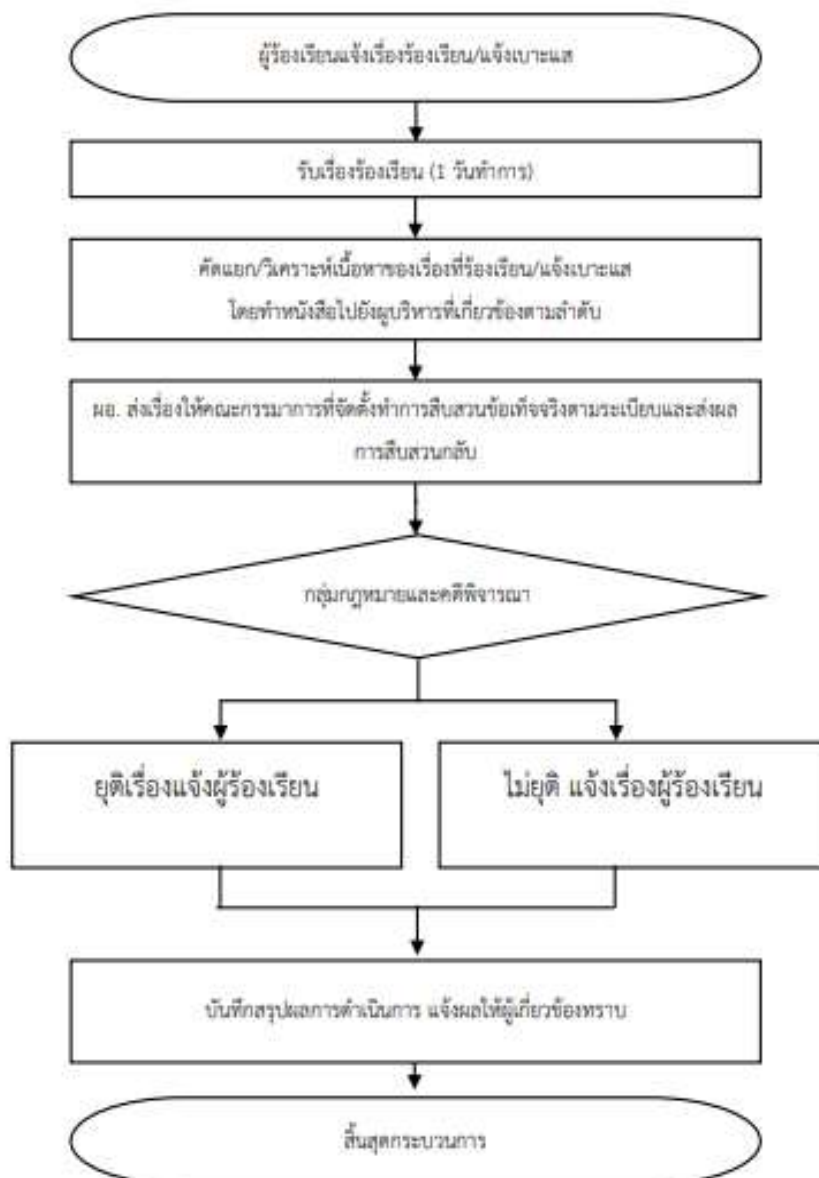 ผู้ร้องเรียนแจ้งเรื่องร้องเรียน/แจ้งเบาะแส
รับเรื่องร้องเรียน (1 วันทำการ)
คัดแยก/วิเคราะห์เนื้อหาของเรื่องที่ร้องเรียน/แจ้งเบาะแส
โดยทำหนังสือไปยังผู้บริหารที่เกี่ยวข้องตามลำดับ
ผอ. ส่งเรื่องให้คณะกรรมาการที่จัดตั้งทำการสืบสวนข้อเท็จจริงตามระเบียบและส่งผล
การสืบสวนกลับ
กลุ่มกฎหมายและคดีพิจารณา
ยุติเรื่องแจ้งผู้ร้องเรียน
ไม่ยุติ แจ้งเรื่องผู้ร้องเรียน
บันทึกสรุปผลการดำเนินการ แจ้งผลให้ผู้เกี่ยวข้องทราบ
สิ้นสุดกระบวนการ